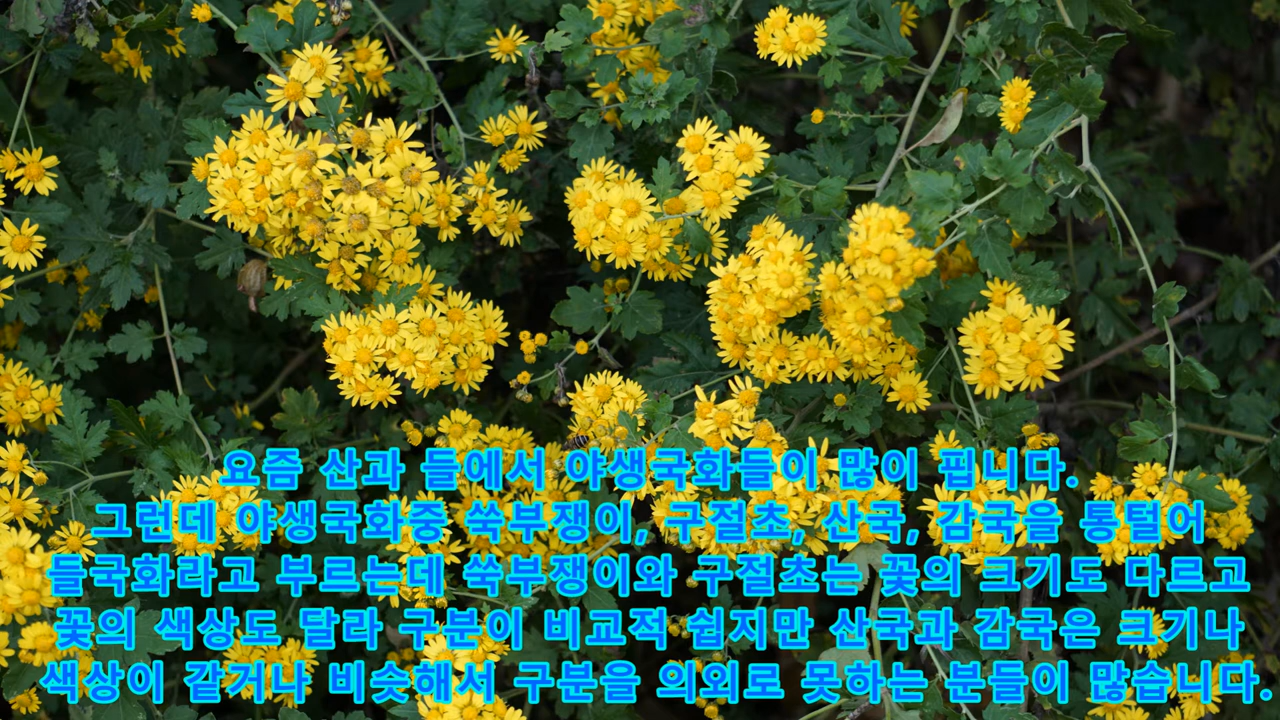 요즘 산과 들에서 야생국화들이 많이 핍니다.
그런데 야생국화중 쑥부쟁이, 구절초, 산국, 감국을 통털어
들국화라고 부르는데 쑥부쟁이와 구절초는 꽃의 크기도 다르고
꽃의 색상도 달라 구분이 비교적 쉽지만 산국과 감국은 크기나
색상이 같거나 비슷해서 구분을 의외로 못하는 분들이 많습니다.